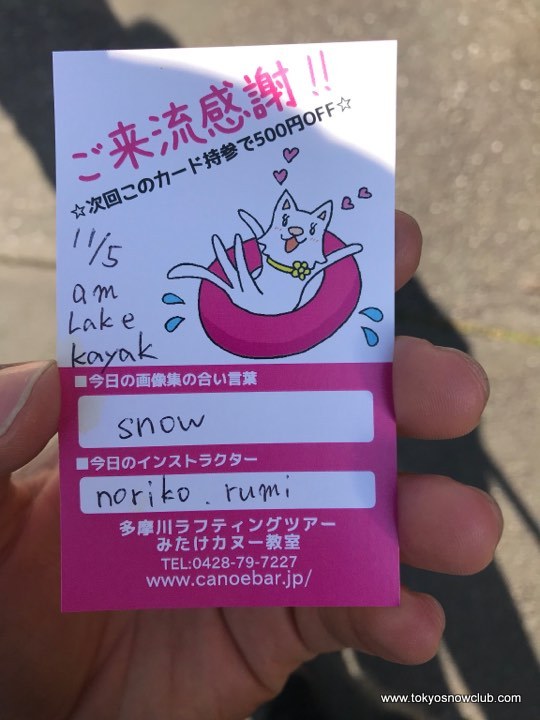 ご来流感謝!!
☆次回このカード持参で500円OFF☆
11/5
am
Lake
kayak
■今日の画像集の合い言葉
snow
■今日のインストラクター
noriko. rumi
多摩川ラフティングツアー
みたけカヌー教室
TEL:0428-79-7227
www.canoebar.jp/
www.tokyosnowclub.com